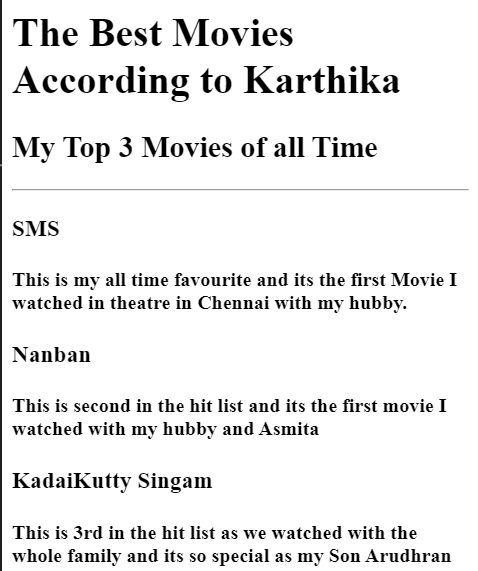 The Best Movies
According to Karthika
My Top 3 Movies of all Time
SMS
This is my all time favourite and its the first Movie I
watched in theatre in Chennai with my hubby.
Nanban
This is second in the hit list and its the first movie I
watched with my hubby and Asmita
KadaiKutty Singam
This is 3rd in the hit list as we watched with the
whole family and its so special as my Son Arudhran